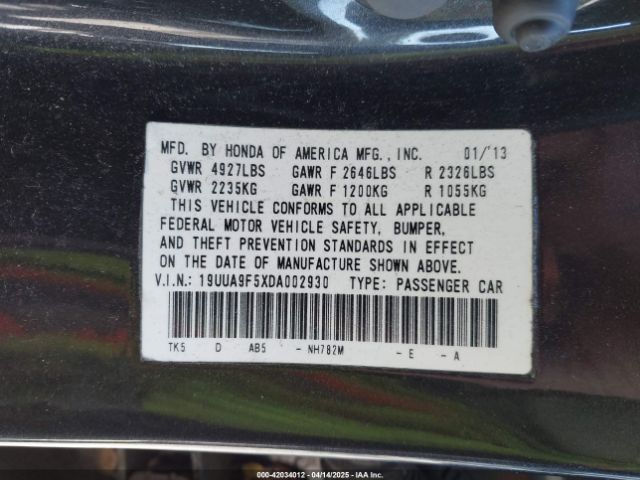 MFD. BY HONDA OF AMERICA MFG., INC. 01/'13
GVWR 4927LBS GAWR F 2646LBS R 2326LBS
GVWR 2235KG GAWR F 1200KG R 1055KG
THIS VEHICLE CONFORMS TO ALL APPLICABLE
FEDERAL MOTOR VEHICLE SAFETY, BUMPER,
AND THEFT PREVENTION STANDARDS IN EFFECT
ON THE DATE OF MANUFACTURE SHOWN ABOVE.
V.I.N.: 19UUA9F5XDA002930 TYPE: PASSENGER CAR
TK5 D AB5 - NH782M - E - A
000-42034012 - 04/14/2025 - IAAI.com